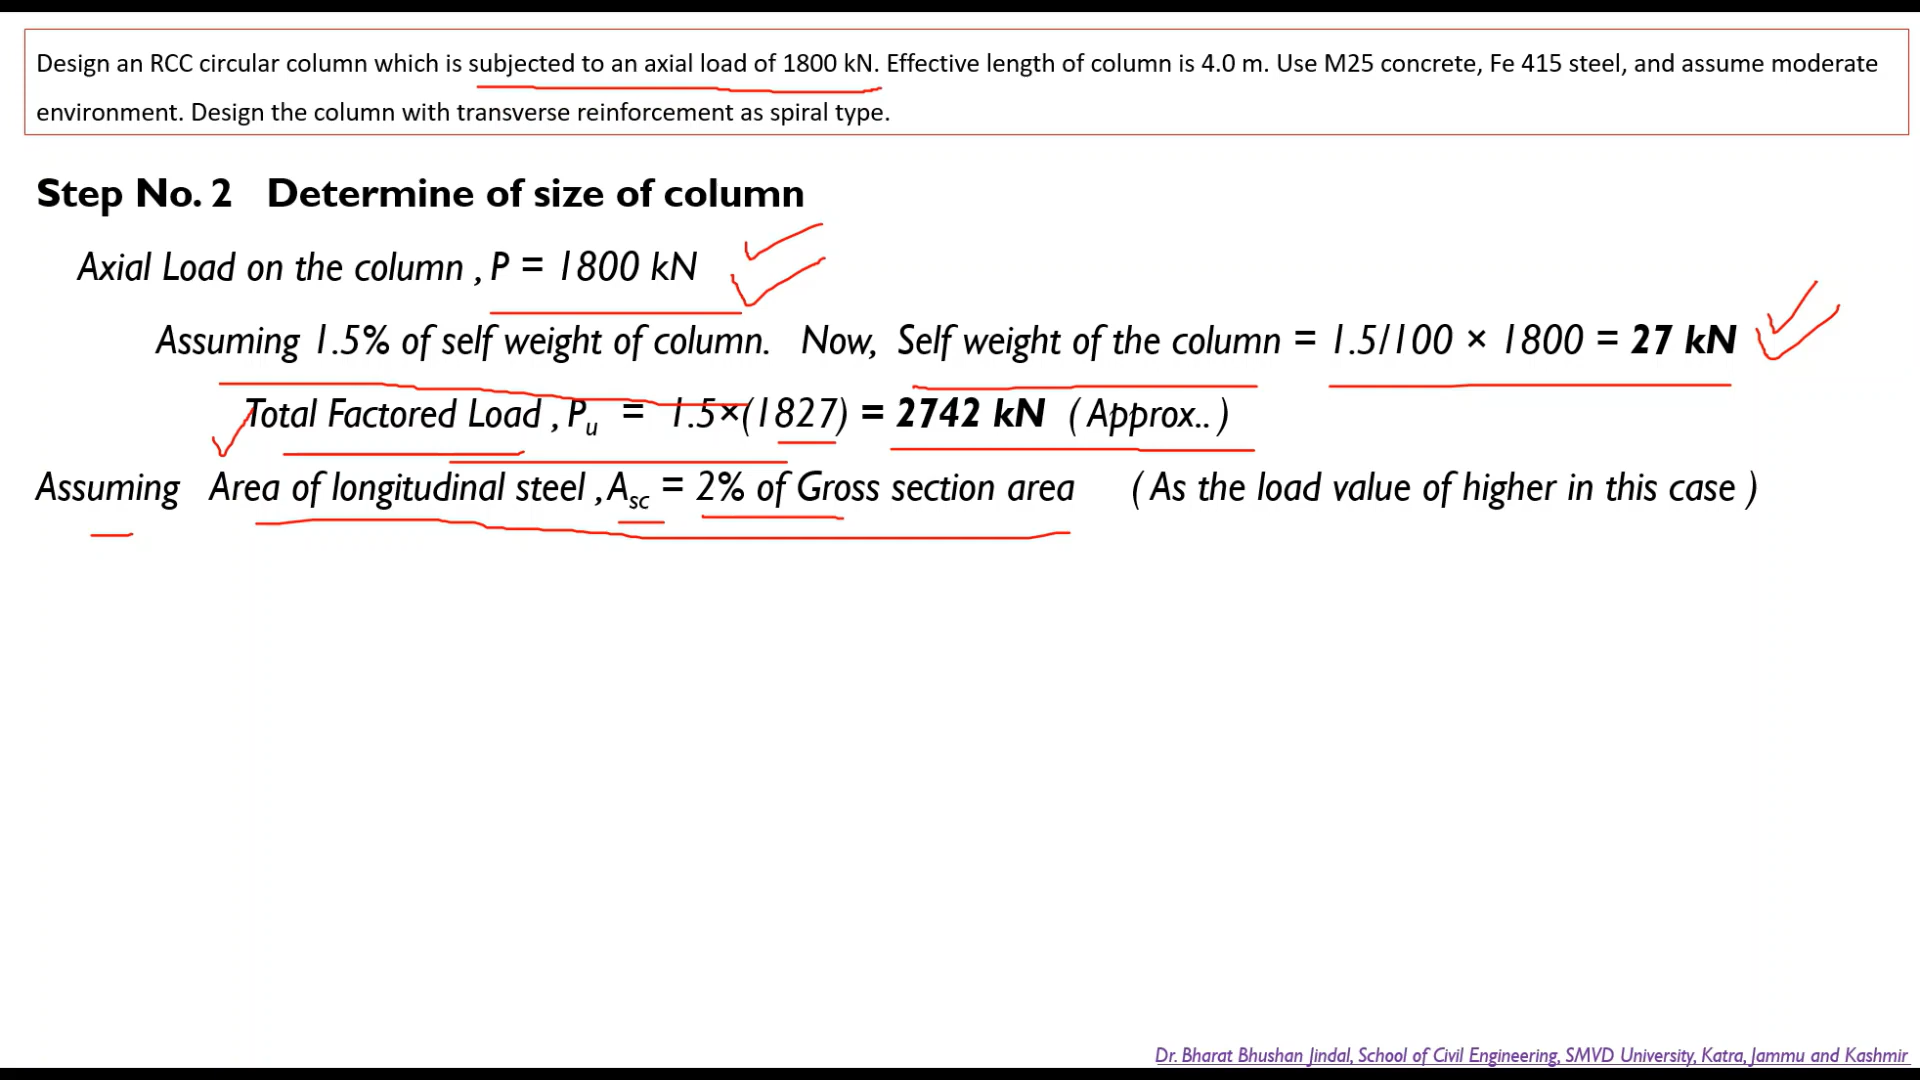 Design an RCC circular column which is subjected to an axial load of 1800 kN. Effective length of column is 4.0 m. Use M25 concrete, Fe 415 steel, and assume moderate
environment. Design the column with transverse reinforcement as spiral type.
Step No. 2 Determine of size of column
Axial Load on the column , P = 1800 kN
Assuming 1.5% of self weight of column. Now, Self weight of the column = 1.5/100 × 1800 = 27 kN
Total Factored Load , Pu = 1.5×(1827) = 2742 kN ( Approx.. )
Assuming Area of longitudinal steel , Asc = 2% of Gross section area ( As the load value of higher in this case )
Dr. Bharat Bhushan Jindal, School of Civil Engineering, SMVD University, Katra, Jammu and Kashmir